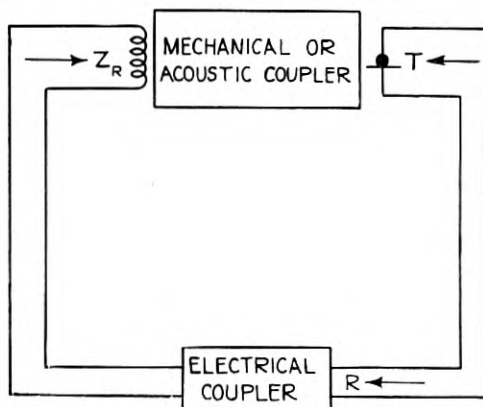 Z_R
MECHANICAL OR
ACOUSTIC COUPLER
T
ELECTRICAL
COUPLER
R